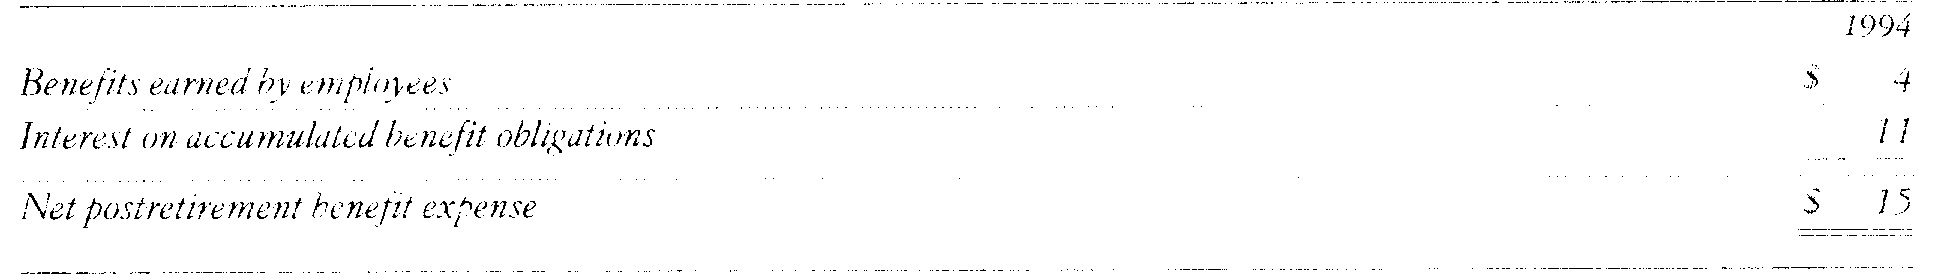 1994
Benefits earned by employees $ 4
Interest on accumulated benefit obligations 11
Net postretirement benefit expense $ 15